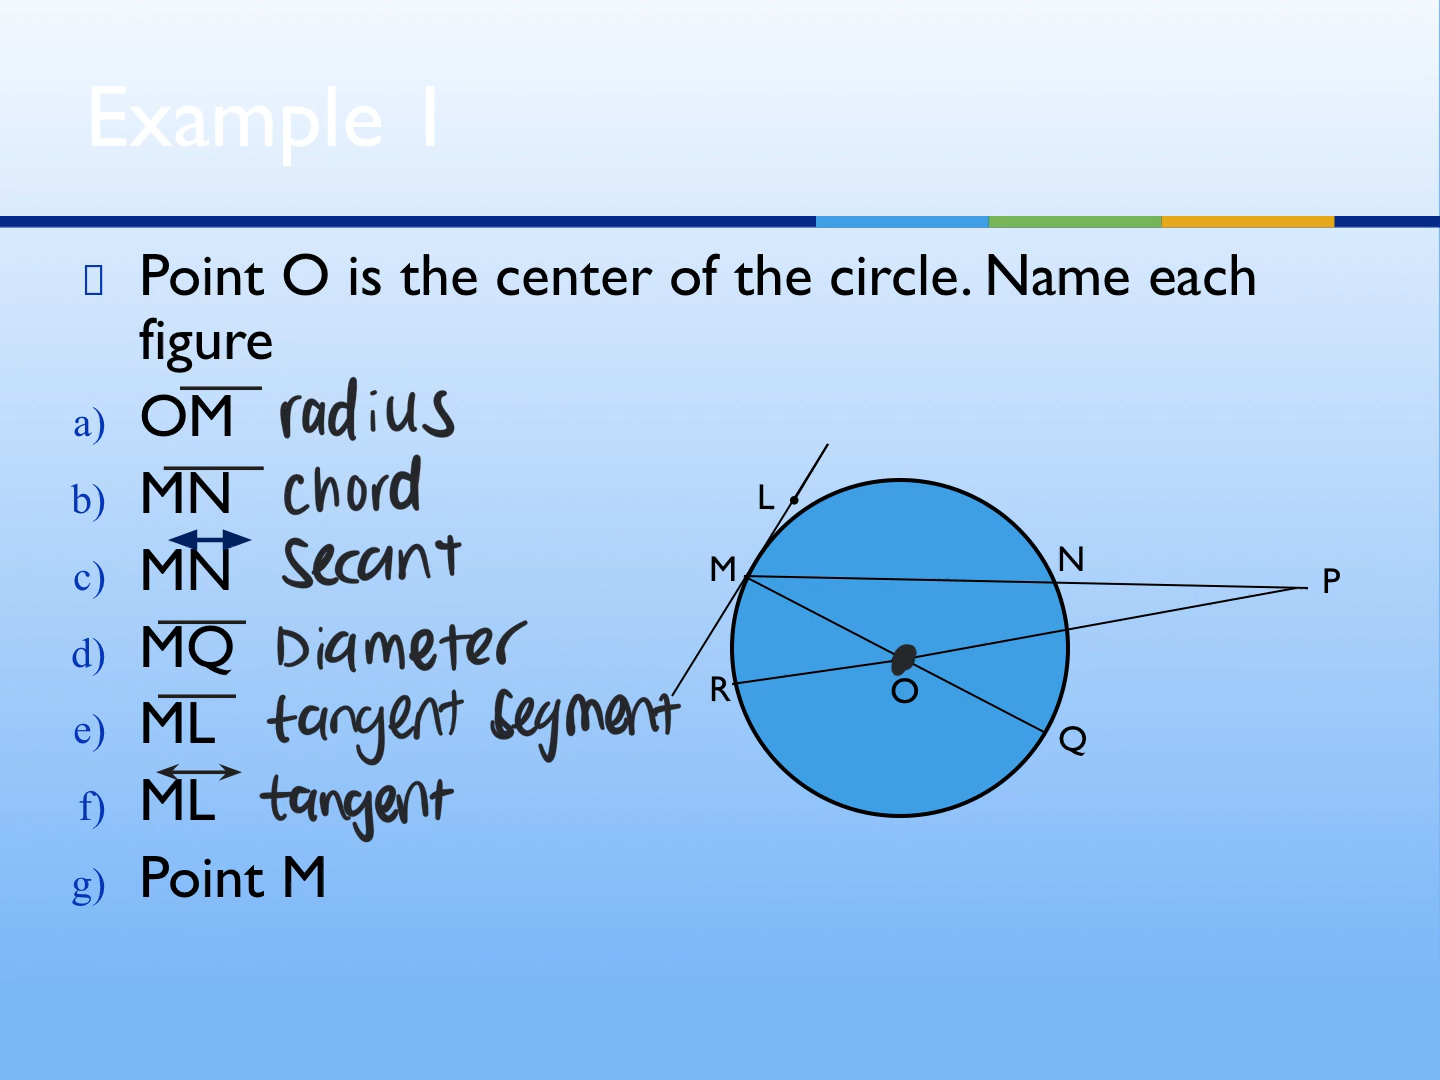 Example 1
Point O is the center of the circle. Name each
figure
a) OM radius
b) MN chord
c) MN Secant
d) MQ Diameter
e) ML tangent segment
f) ML tangent
g) Point M
L
M
N
P
R
O
Q